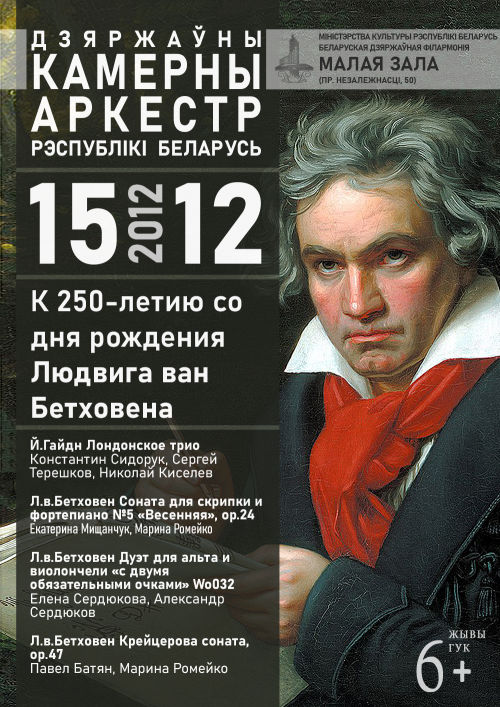 ДЗЯРЖАЎНЫ
КАМЕРНЫ
АРКЕСТР
РЭСПУБЛІКІ БЕЛАРУСЬ
МІНІСТЭРСТВА КУЛЬТУРЫ РЭСПУБЛІКІ БЕЛАРУСЬ
БЕЛАРУСКАЯ ДЗЯРЖАЎНАЯ ФІЛАРМОНІЯ
МАЛАЯ ЗАЛА
(ПР. НЕЗАЛЕЖНАСЦІ, 50)
15 2012 12
К 250-летию со
дня рождения
Людвига ван
Бетховена
Й.Гайдн Лондонское трио
Константин Сидорук, Сергей
Терешков, Николай Киселев
Л.в.Бетховен Соната для скрипки и
фортепиано №5 «Весенняя», op.24
Екатерина Мищанчук, Марина Ромейко
Л.в.Бетховен Дуэт для альта и
виолончели «с двумя
обязательными очками» WoO32
Елена Сердюкова, Александр
Сердюков
Л.в.Бетховен Крейцерова соната,
op.47
Павел Батян, Марина Ромейко
ЖЫВЫ
ГУК
6+